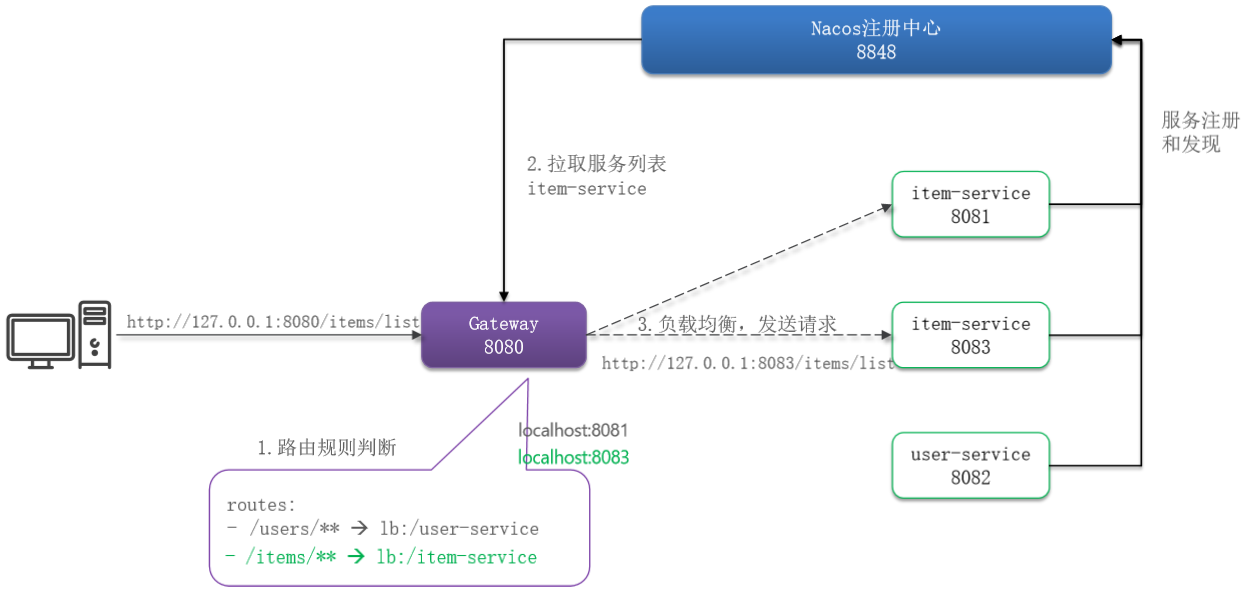 Nacos注册中心
8848
服务注册
和发现
2.拉取服务列表
item-service
item-service
8081
http://127.0.0.1:8080/items/list
Gateway
8080
3.负载均衡，发送请求
http://127.0.0.1:8083/items/list
item-service
8083
1.路由规则判断
localhost:8081
localhost:8083
user-service
8082
routes:
- /users/** → lb:/user-service
- /items/** → lb:/item-service